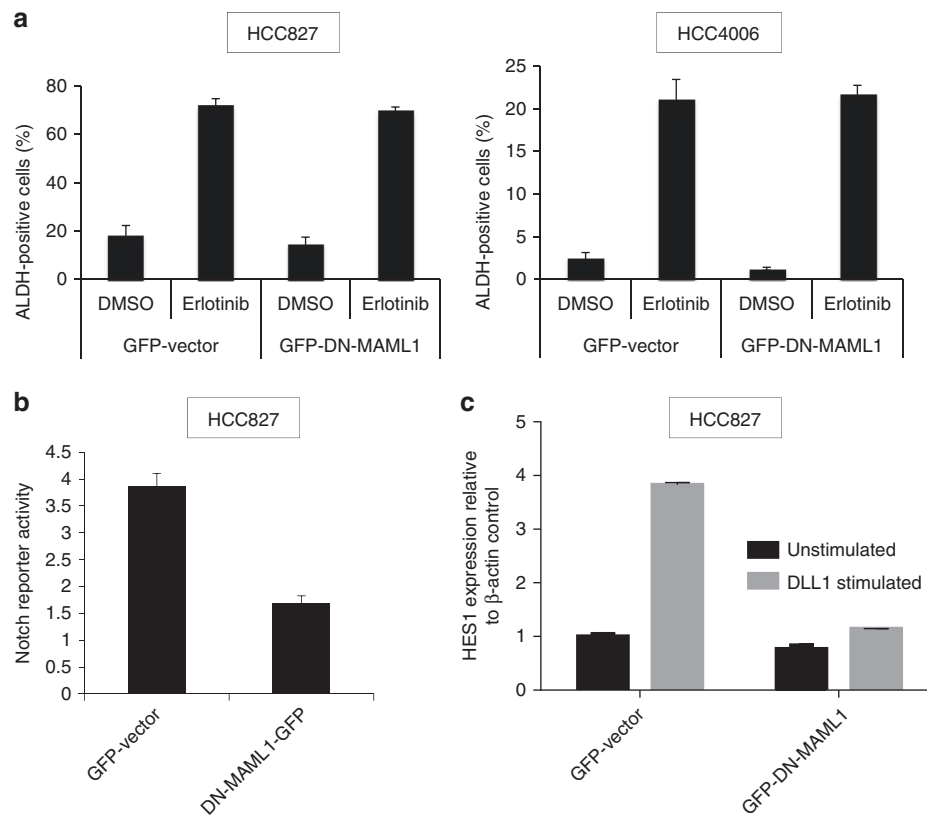 a
HCC827
HCC4006
ALDH-positive cells (%)
80
60
40
20
0
DMSO
Erlotinib
DMSO
Erlotinib
GFP-vector
GFP-DN-MAML1
ALDH-positive cells (%)
25
20
15
10
5
0
DMSO
Erlotinib
DMSO
Erlotinib
GFP-vector
GFP-DN-MAML1
b
HCC827
Notch reporter activity
4.5
4
3.5
3
2.5
2
1.5
1
0.5
0
GFP-vector
DN-MAML1-GFP
c
HCC827
HES1 expression relative
to β-actin control
5
4
3
2
1
0
Unstimulated
DLL1 stimulated
GFP-vector
GFP-DN-MAML1